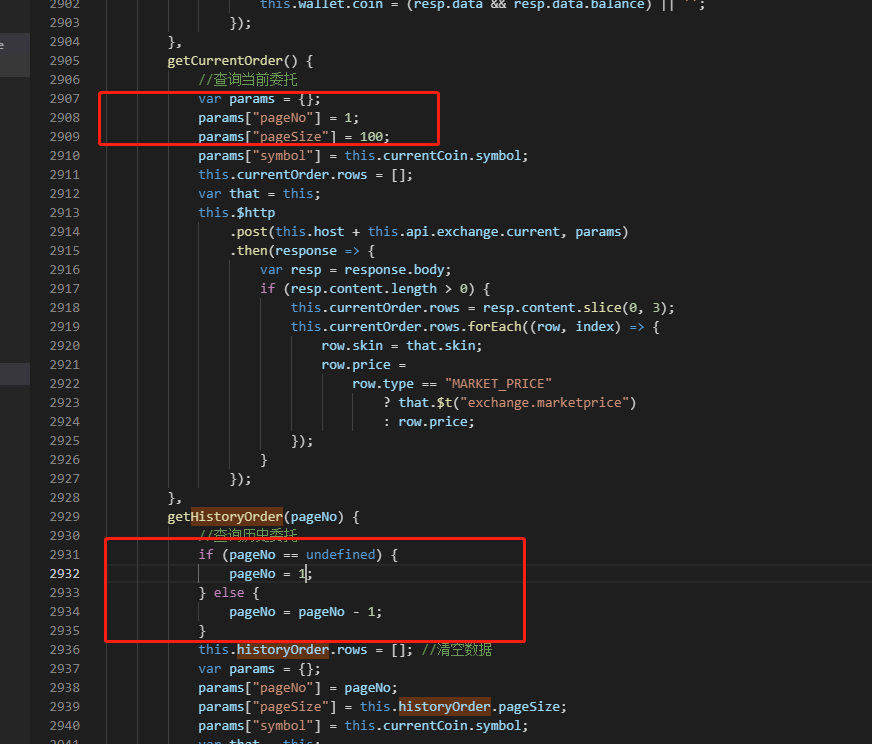 2902 this.wallet.coin = (resp.data && resp.data.balance) || "";
2903 });
2904 },
2905 getCurrentOrder() {
2906 //查询当前委托
2907 var params = {};
2908 params["pageNo"] = 1;
2909 params["pageSize"] = 100;
2910 params["symbol"] = this.currentCoin.symbol;
2911 this.currentOrder.rows = [];
2912 var that = this;
2913 this.$http
2914 .post(this.host + this.api.exchange.current, params)
2915 .then(response => {
2916 var resp = response.body;
2917 if (resp.content.length > 0) {
2918 this.currentOrder.rows = resp.content.slice(0, 3);
2919 this.currentOrder.rows.forEach((row, index) => {
2920 row.skin = that.skin;
2921 row.price =
2922 row.type == "MARKET_PRICE"
2923 ? that.$t("exchange.marketprice")
2924 : row.price;
2925 });
2926 }
2927 });
2928 },
2929 getHistoryOrder(pageNo) {
2930 //查询历史委托
2931 if (pageNo == undefined) {
2932 pageNo = 1;
2933 } else {
2934 pageNo = pageNo - 1;
2935 }
2936 this.historyOrder.rows = []; //清空数据
2937 var params = {};
2938 params["pageNo"] = pageNo;
2939 params["pageSize"] = this.historyOrder.pageSize;
2940 params["symbol"] = this.currentCoin.symbol;
2941 var that = this;